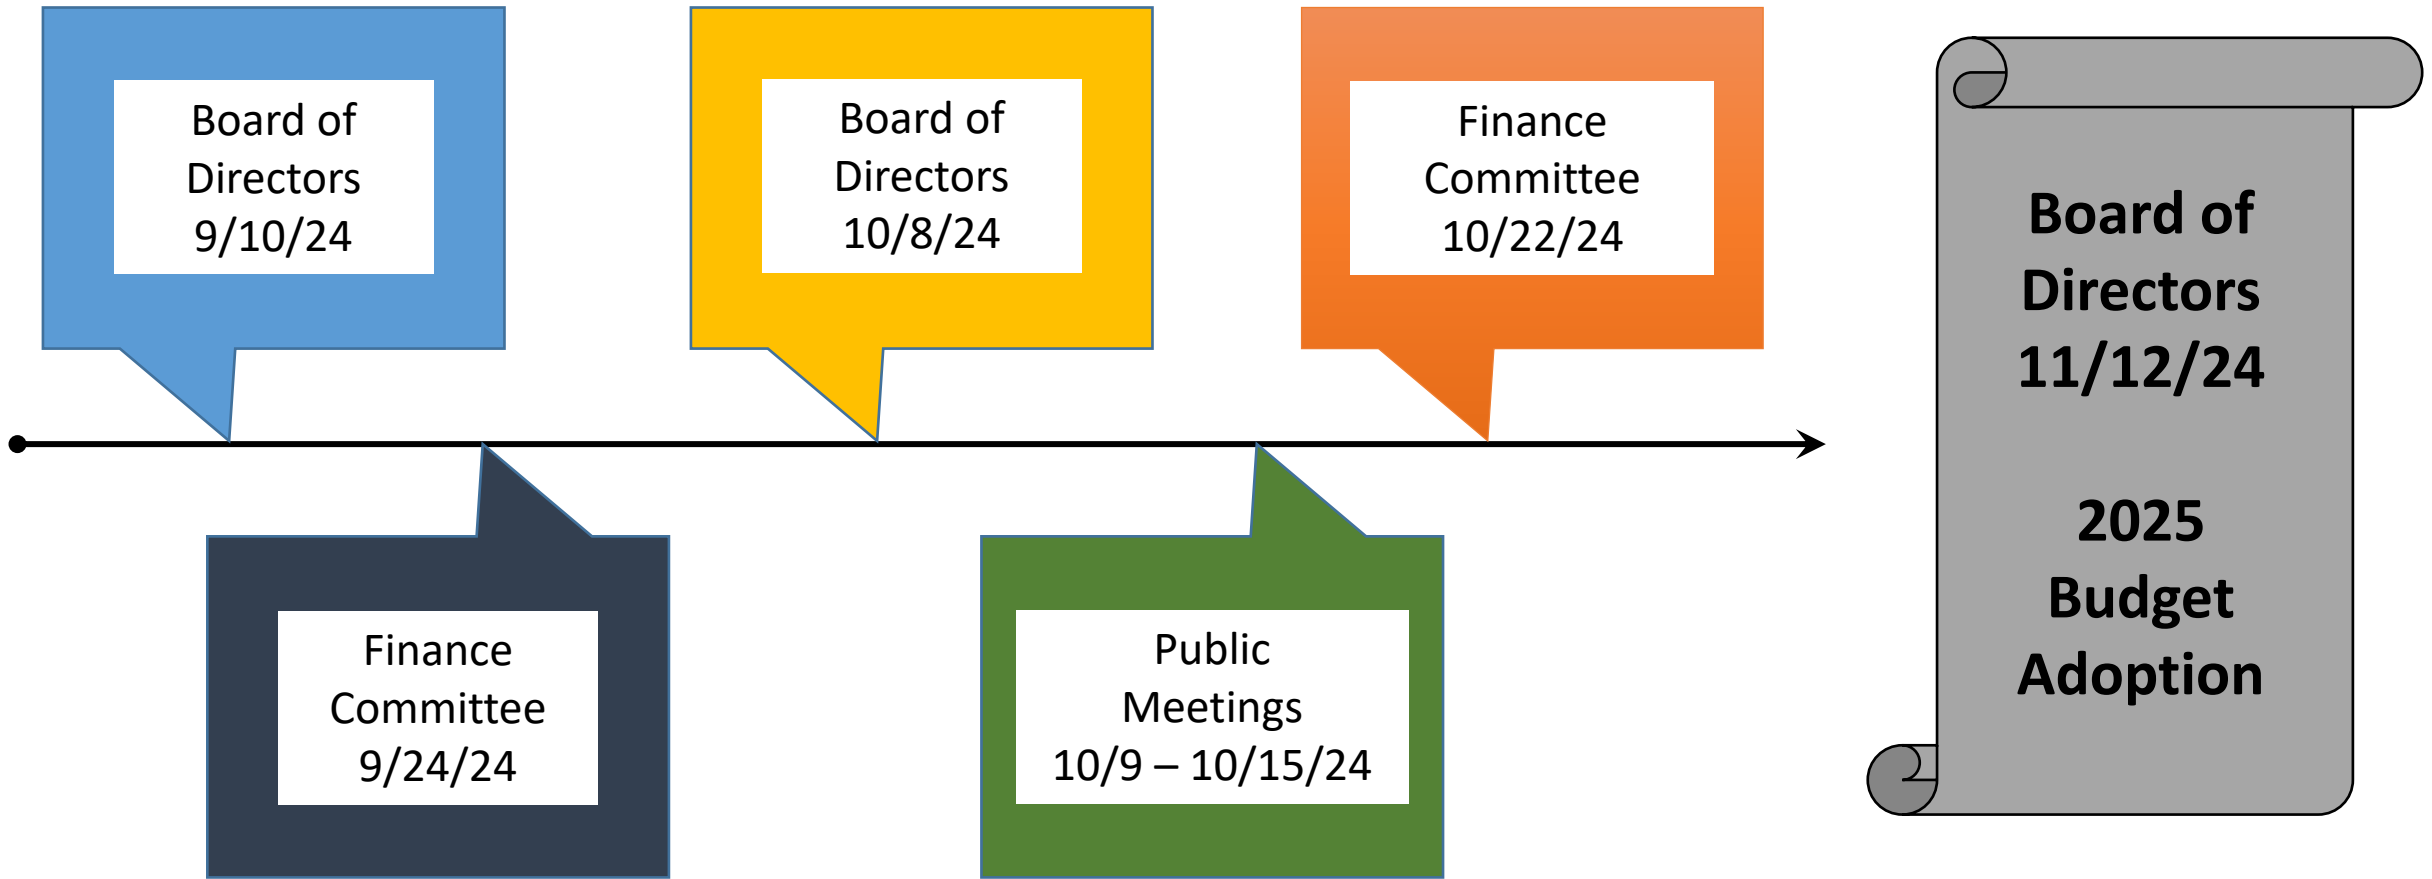 Board of
Directors
9/10/24
Board of
Directors
10/8/24
Finance
Committee
10/22/24
Board of
Directors
11/12/24
2025
Budget
Adoption
Finance
Committee
9/24/24
Public
Meetings
10/9 – 10/15/24